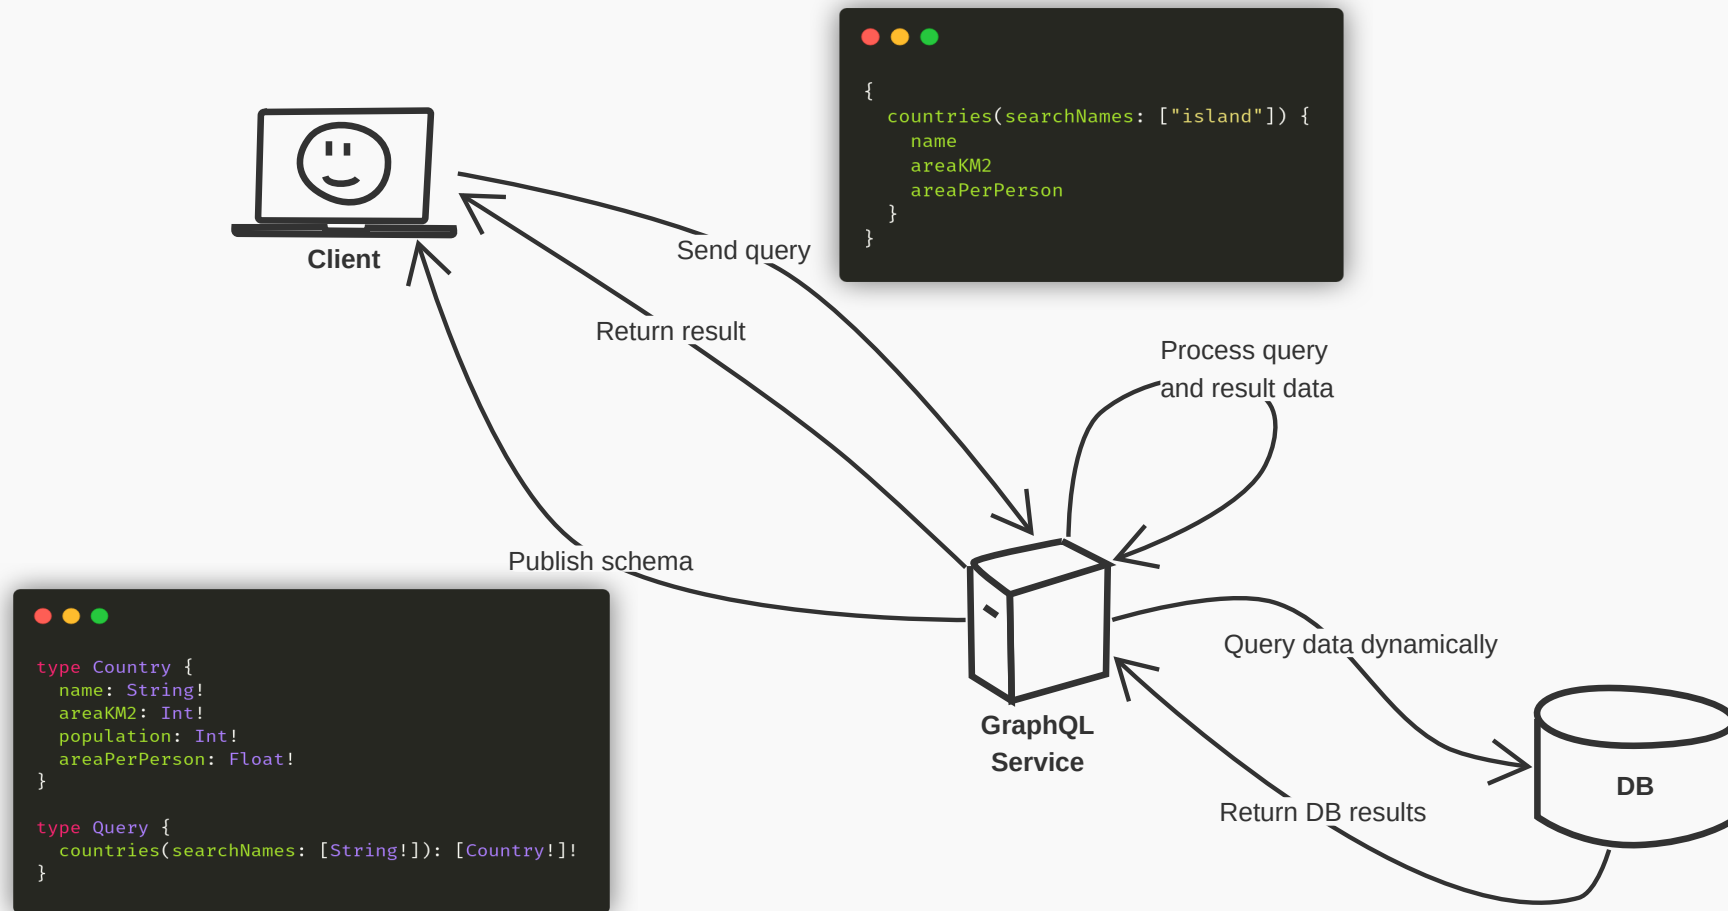 {
  countries(searchNames: ["island"]) {
    name
    areaKM2
    areaPerPerson
  }
}
Client
Send query
Return result
Process query
and result data
Publish schema
type Country {
  name: String!
  areaKM2: Int!
  population: Int!
  areaPerPerson: Float!
}
type Query {
  countries(searchNames: [String!]): [Country!]!
}
GraphQL
Service
Query data dynamically
DB
Return DB results